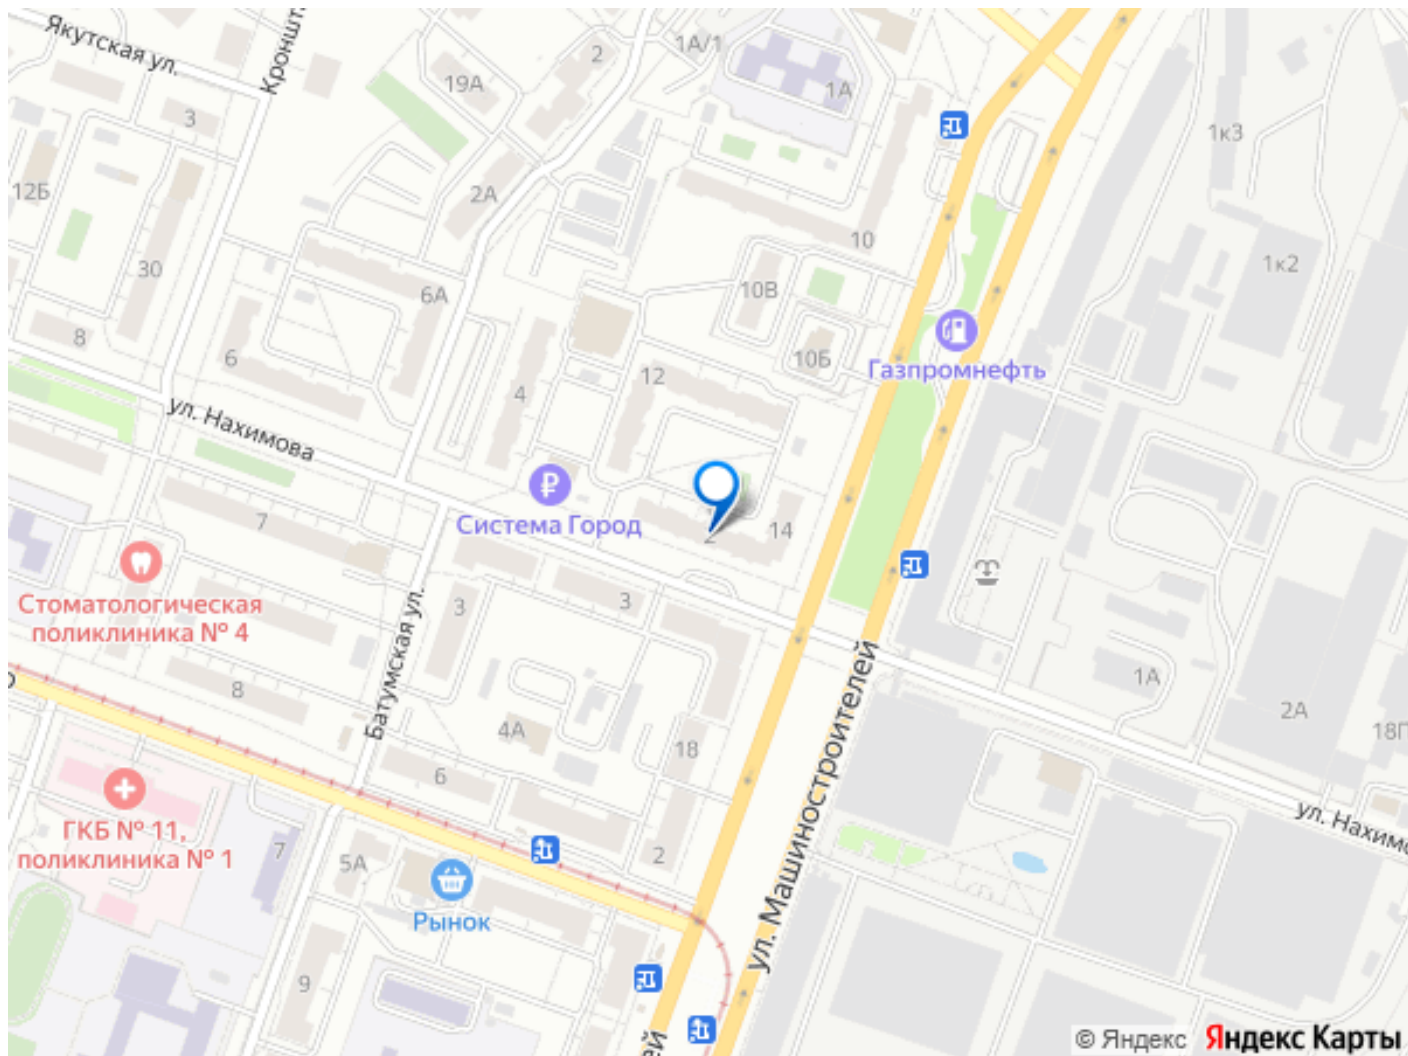 Якутская ул.
Кроншт
2
1А/1
19А
1А
3
1к3
12Б
2А
30
10
1к2
10В
6А
8
6
10Б
Газпромнефть
12
4
ул. Нахимова
Система Город
7
2
14
Стоматологическая
поликлиника № 4
3
3
Батумская ул.
8
4А
18
1А
2А
18П
6
ул. Машиностроителей
ул. Нахимо
ГКБ № 11,
поликлиника № 1
7
5А
2
Рынок
9
ей
© Яндекс Яндекс Карты